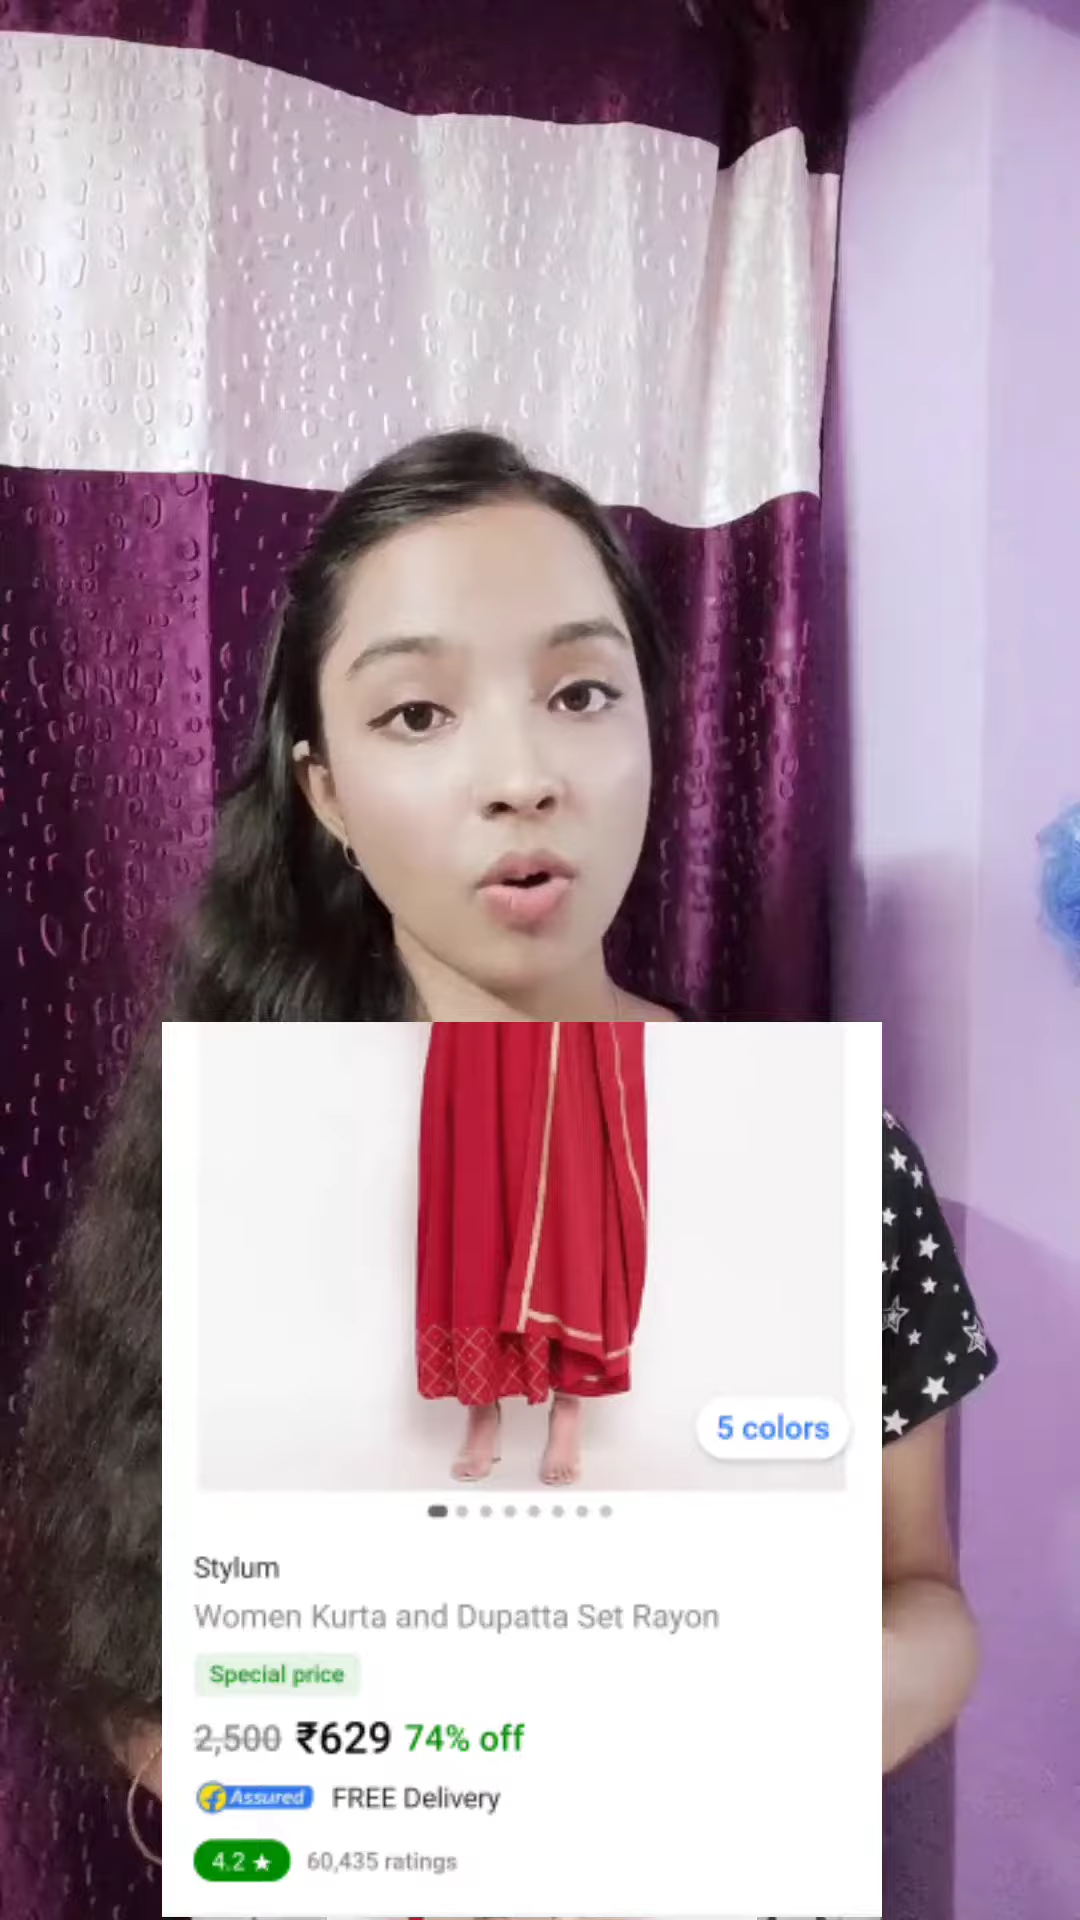 5 colors
Stylum
Women Kurta and Dupatta Set Rayon
Special price
2,500 ₹629 74% off
Assured FREE Delivery
4.2 ★ 60,435 ratings